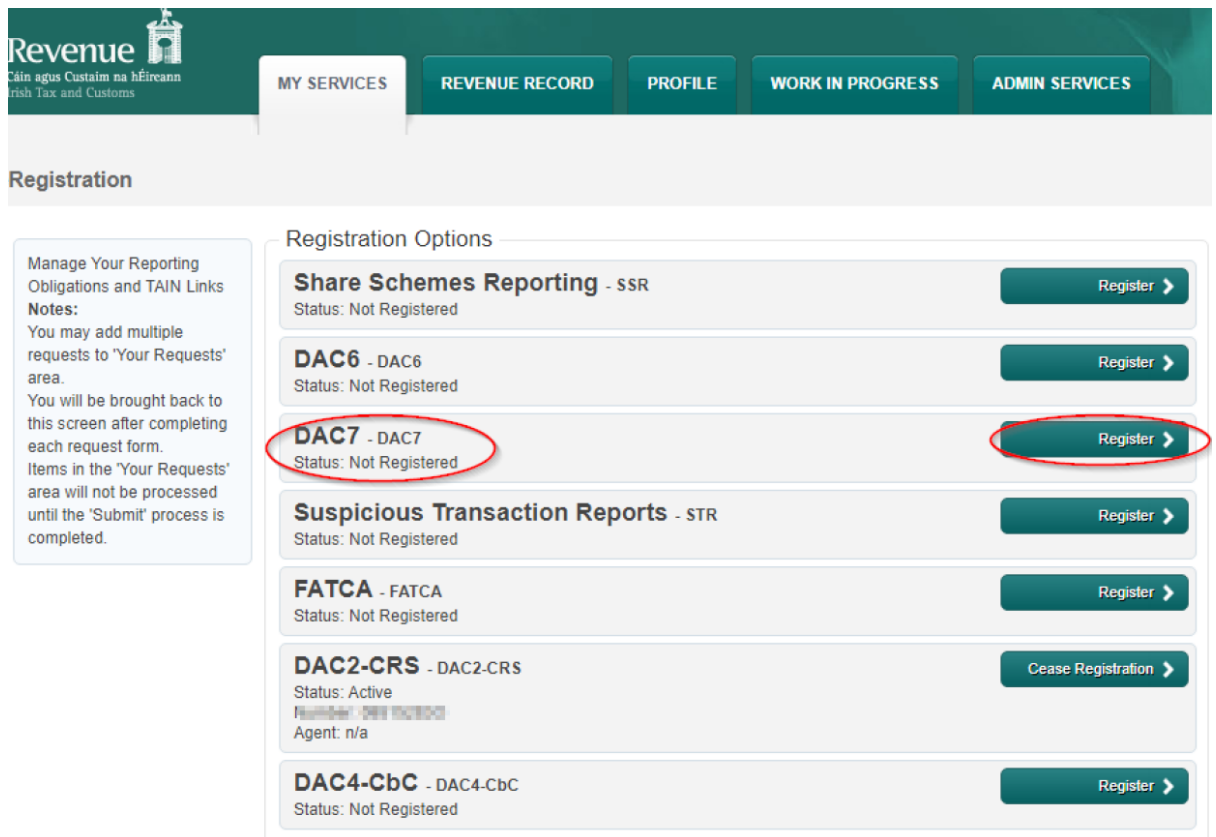 Revenue
Cáin agus Custaim na hÉireann
Irish Tax and Customs
MY SERVICES
REVENUE RECORD
PROFILE
WORK IN PROGRESS
ADMIN SERVICES
Registration
Manage Your Reporting
Obligations and TAIN Links
Notes:
You may add multiple
requests to 'Your Requests'
area.
You will be brought back to
this screen after completing
each request form.
Items in the 'Your Requests'
area will not be processed
until the 'Submit' process is
completed.
Registration Options
Share Schemes Reporting - SSR
Status: Not Registered
Register
DAC6 - DAC6
Status: Not Registered
Register
DAC7 - DAC7
Status: Not Registered
Register
Suspicious Transaction Reports - STR
Status: Not Registered
Register
FATCA - FATCA
Status: Not Registered
Register
DAC2-CRS - DAC2-CRS
Status: Active
Agent: n/a
Cease Registration
DAC4-CbC - DAC4-CbC
Status: Not Registered
Register